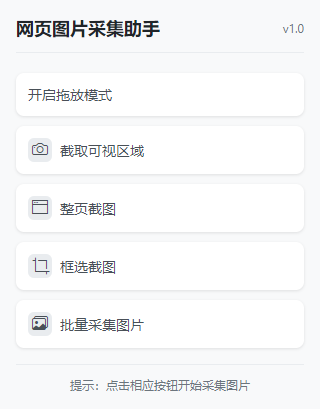 网页图片采集助手
v1.0
开启拖放模式
截取可视区域
整页截图
框选截图
批量采集图片
提示：点击相应按钮开始采集图片